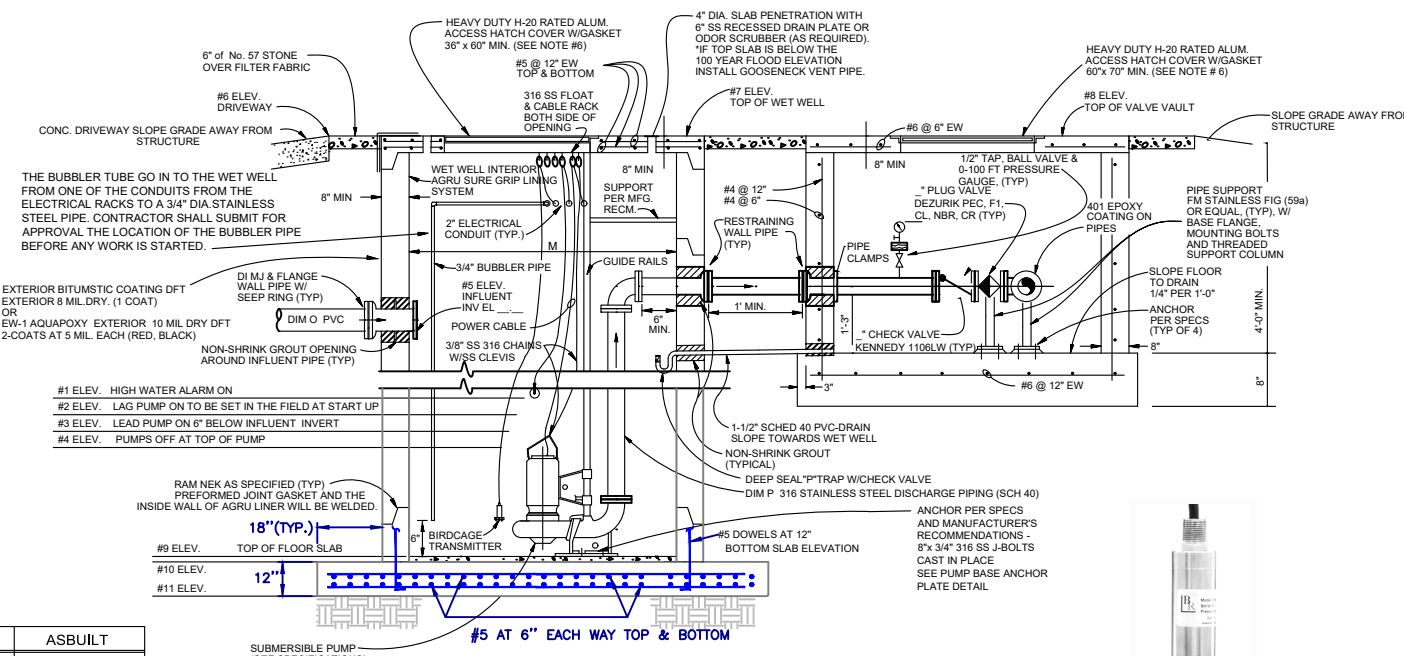 HEAVY DUTY H-20 RATED ALUM.
ACCESS HATCH COVER W/GASKET
36" x 60" MIN. (SEE NOTE #6)
4" DIA. SLAB PENETRATION WITH
6" SS RECESSED DRAIN PLATE OR
ODOR SCRUBBER (AS REQUIRED).
*IF TOP SLAB IS BELOW THE
100 YEAR FLOOD ELEVATION
INSTALL GOOSENECK VENT PIPE.
HEAVY DUTY H-20 RATED ALUM.
ACCESS HATCH COVER W/GASKET
60"x 70" MIN. (SEE NOTE # 6)
6" of No. 57 STONE
OVER FILTER FABRIC
#5 @ 12" EW
TOP & BOTTOM
#6 ELEV.
DRIVEWAY
316 SS FLOAT
& CABLE RACK
BOTH SIDE OF
OPENING
#7 ELEV.
TOP OF WET WELL
#8 ELEV.
TOP OF VALVE VAULT
CONC. DRIVEWAY SLOPE GRADE AWAY FROM
STRUCTURE
#6 @ 6" EW
SLOPE GRADE AWAY FROM
STRUCTURE
THE BUBBLER TUBE GO IN TO THE WET WELL
FROM ONE OF THE CONDUITS FROM THE
ELECTRICAL RACKS TO A 3/4" DIA.STAINLESS
STEEL PIPE. CONTRACTOR SHALL SUBMIT FOR
APPROVAL THE LOCATION OF THE BUBBLER PIPE
BEFORE ANY WORK IS STARTED.
8" MIN
WET WELL INTERIOR
AGRU SURE GRIP LINING
SYSTEM
8" MIN
SUPPORT
PER MFG.
RECM.
8" MIN
#4 @ 12"
#4 @ 6"
1/2" TAP, BALL VALVE &
0-100 FT PRESSURE
GAUGE, (TYP)
_" PLUG VALVE
DEZURIK PEC, F1,
CL, NBR, CR (TYP)
401 EPOXY
COATING ON
PIPES
PIPE SUPPORT
FM STAINLESS FIG (59a)
OR EQUAL, (TYP), W/
BASE FLANGE,
MOUNTING BOLTS
AND THREADED
SUPPORT COLUMN
2" ELECTRICAL
CONDUIT (TYP.)
M
RESTRAINING
WALL PIPE
(TYP)
PIPE
CLAMPS
GUIDE RAILS
3/4" BUBBLER PIPE
DI MJ & FLANGE
WALL PIPE W/
SEEP RING (TYP)
#5 ELEV.
INFLUENT
INV EL __.__
SLOPE FLOOR
TO DRAIN
1/4" PER 1'-0"
EXTERIOR BITUMSTIC COATING DFT
EXTERIOR 8 MIL.DRY. (1 COAT)
OR
EW-1 AQUAPOXY EXTERIOR 10 MIL DRY DFT
2-COATS AT 5 MIL. EACH (RED, BLACK)
DIM O PVC
POWER CABLE
6"
MIN.
1' MIN.
1'-3"
ANCHOR
PER SPECS
(TYP OF 4)
4'-0" MIN.
NON-SHRINK GROUT OPENING
AROUND INFLUENT PIPE (TYP)
3/8" SS 316 CHAINS
W/SS CLEVIS
_" CHECK VALVE
KENNEDY 1106LW (TYP)
8"
#1 ELEV. HIGH WATER ALARM ON
#2 ELEV. LAG PUMP ON TO BE SET IN THE FIELD AT START UP
#3 ELEV. LEAD PUMP ON 6" BELOW INFLUENT INVERT
#4 ELEV. PUMPS OFF AT TOP OF PUMP
3"
#6 @ 12" EW
8"
1-1/2" SCHED 40 PVC-DRAIN
SLOPE TOWARDS WET WELL
NON-SHRINK GROUT
(TYPICAL)
DEEP SEAL"P"TRAP W/CHECK VALVE
DIM P 316 STAINLESS STEEL DISCHARGE PIPING (SCH 40)
RAM NEK AS SPECIFIED (TYP)
PREFORMED JOINT GASKET AND THE
INSIDE WALL OF AGRU LINER WILL BE WELDED.
18"(TYP.)
6"
BIRDCAGE
TRANSMITTER
#5 DOWELS AT 12"
BOTTOM SLAB ELEVATION
ANCHOR PER SPECS
AND MANUFACTURER'S
RECOMMENDATIONS -
8"x 3/4" 316 SS J-BOLTS
CAST IN PLACE
SEE PUMP BASE ANCHOR
PLATE DETAIL
#9 ELEV. TOP OF FLOOR SLAB
#10 ELEV.
12"
#11 ELEV.
#5 AT 6" EACH WAY TOP & BOTTOM
ASBUILT
SUBMERSIBLE PUMP